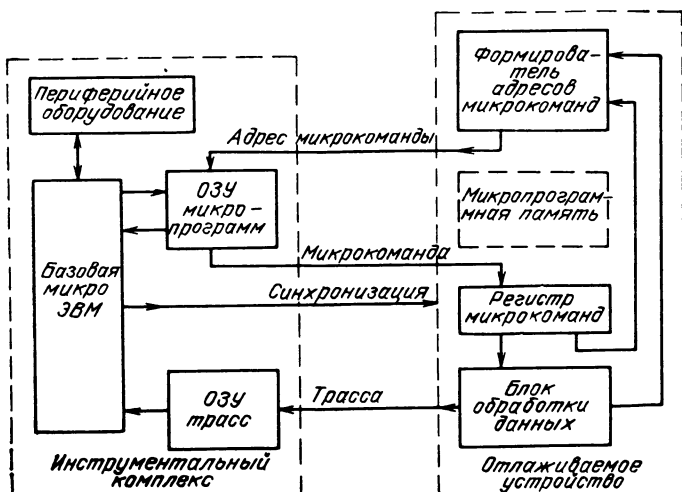 Периферийное
оборудование
Формирова-
тель
адресов
микрокоманд
Адрес микрокоманды
ОЗУ
микро-
программ
Микропрограм-
мная память
Базовая
микро
ЭВМ
Микрокоманда
Синхронизация
Регистр
микрокоманд
ОЗУ
трасс
Трасса
Блок
обработки
данных
Инструментальный
комплекс
Отлаживаемое
устройство